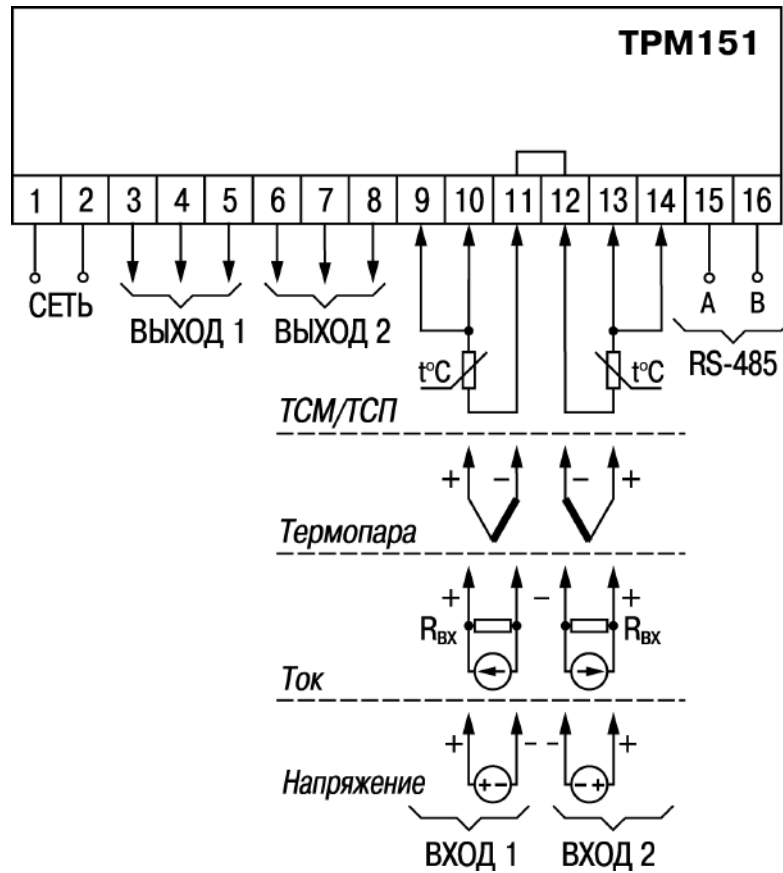 ТРМ151
1 2 3 4 5 6 7 8 9 10 11 12 13 14 15 16
СЕТЬ
ВЫХОД 1
ВЫХОД 2
A B
RS-485
t°C t°C
ТСМ/ТСП
+ − − +
Термопара
+ − +
Rвх Rвх
Ток
+ − − +
+ − − +
Напряжение
ВХОД 1 ВХОД 2